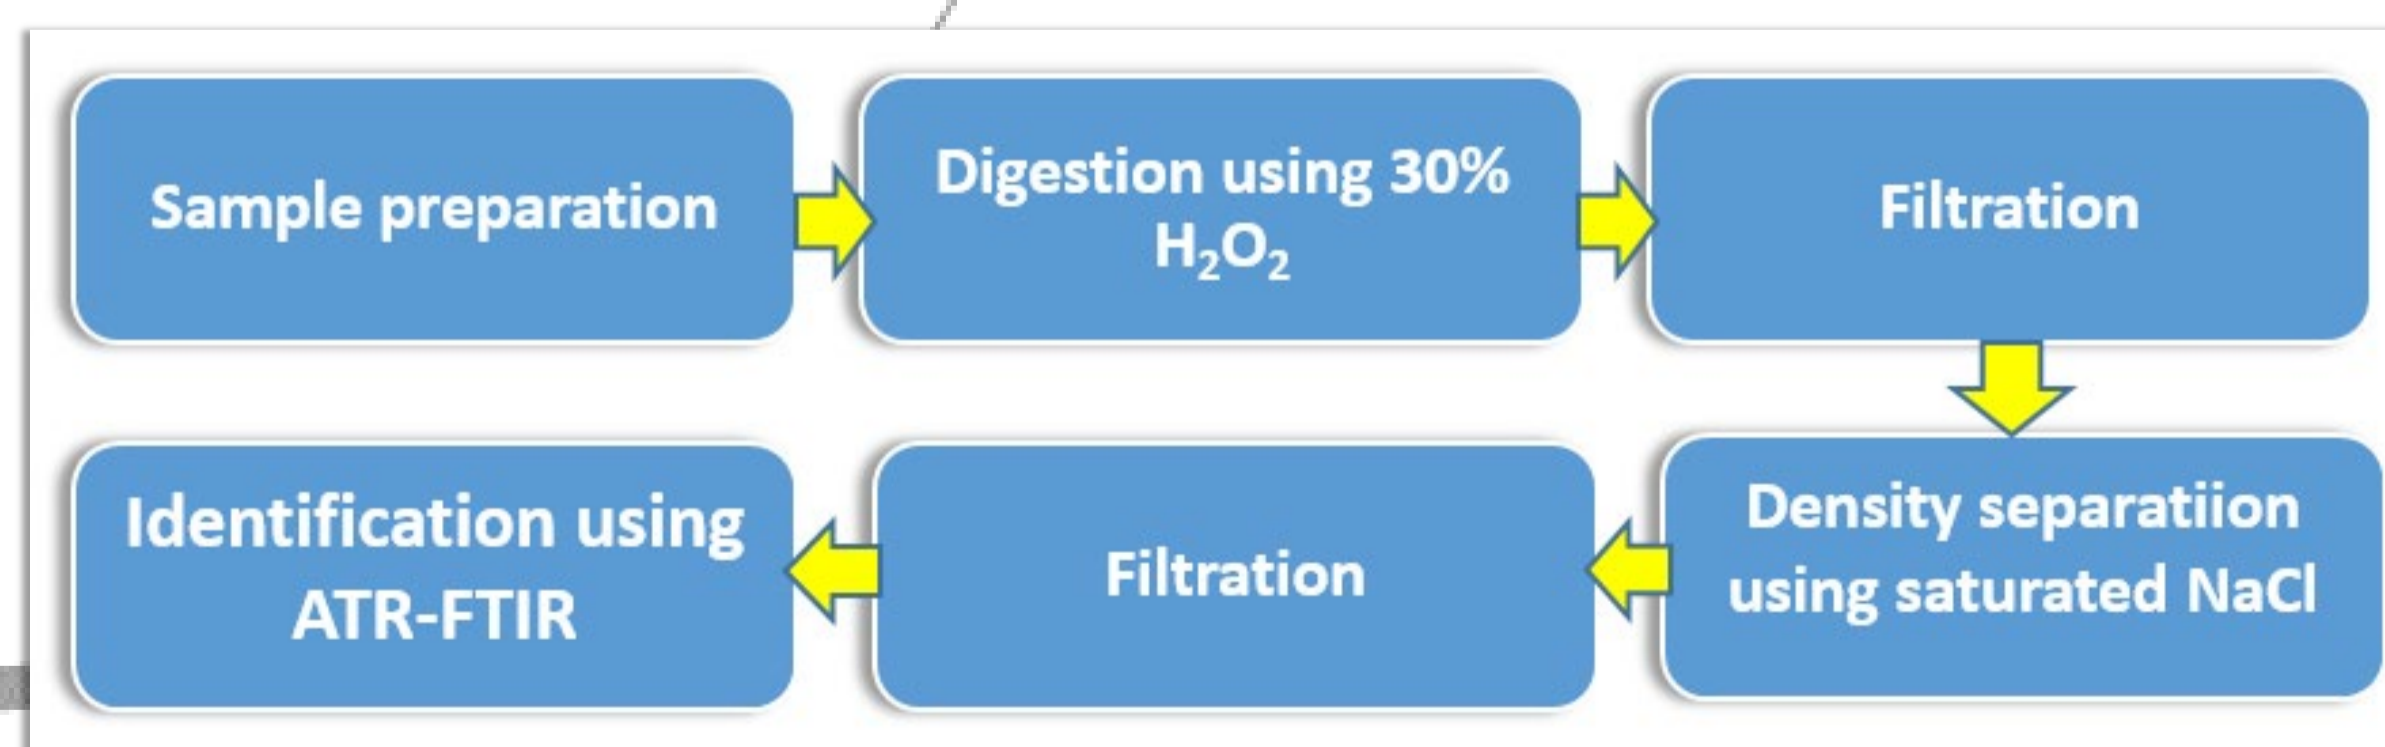 Sample preparation
Digestion using 30%
H₂O₂
Filtration
Density separatiion
using saturated NaCl
Filtration
Identification using
ATR-FTIR